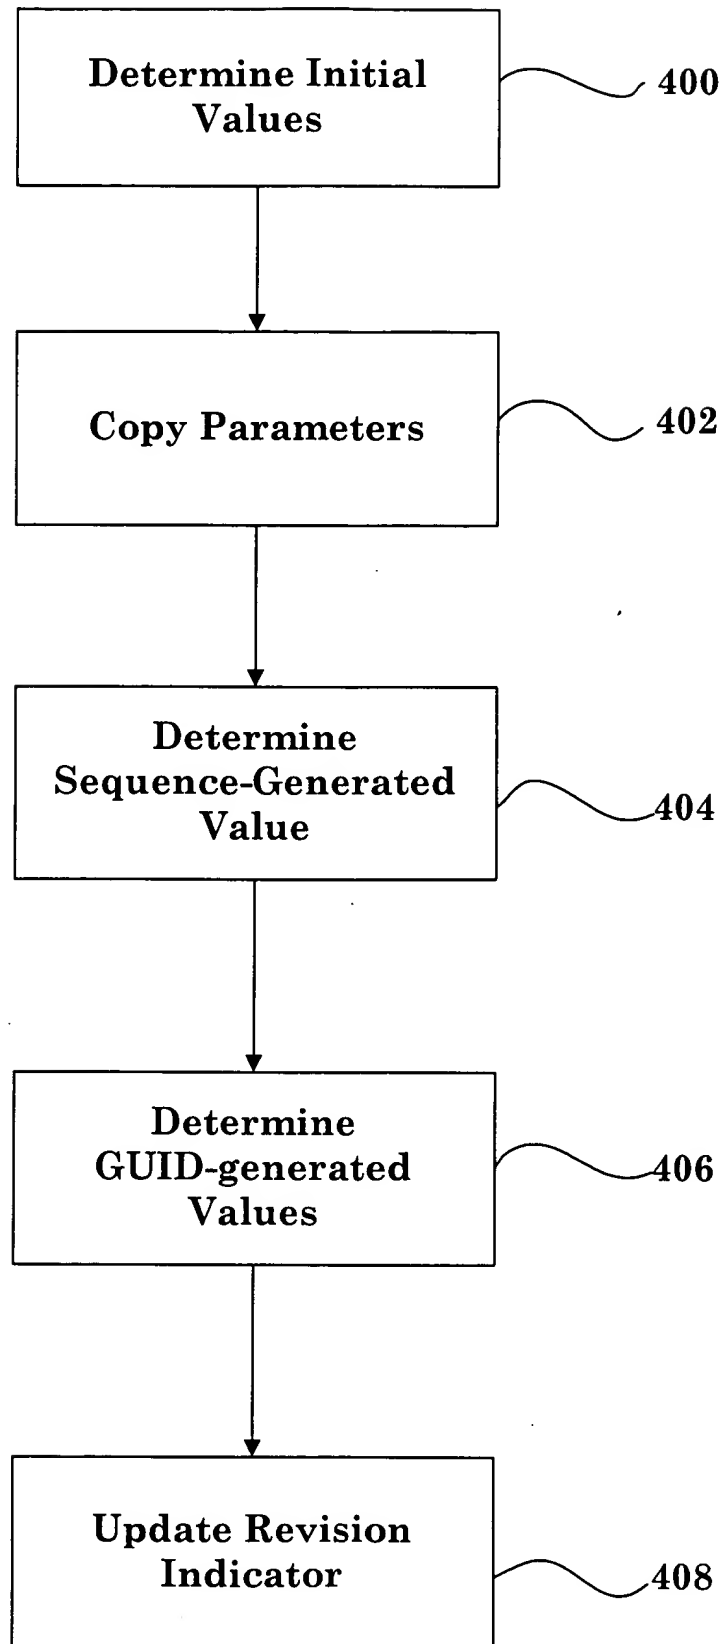 Determine Initial
Values
400
Copy Parameters
402
Determine
Sequence-Generated
Value
404
Determine
GUID-generated
Values
406
Update Revision
Indicator
408